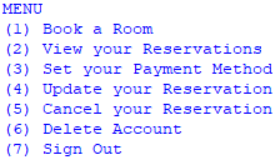 MENU
(1) Book a Room
(2) View your Reservations
(3) Set your Payment Method
(4) Update your Reservation
(5) Cancel your Reservation
(6) Delete Account
(7) Sign Out